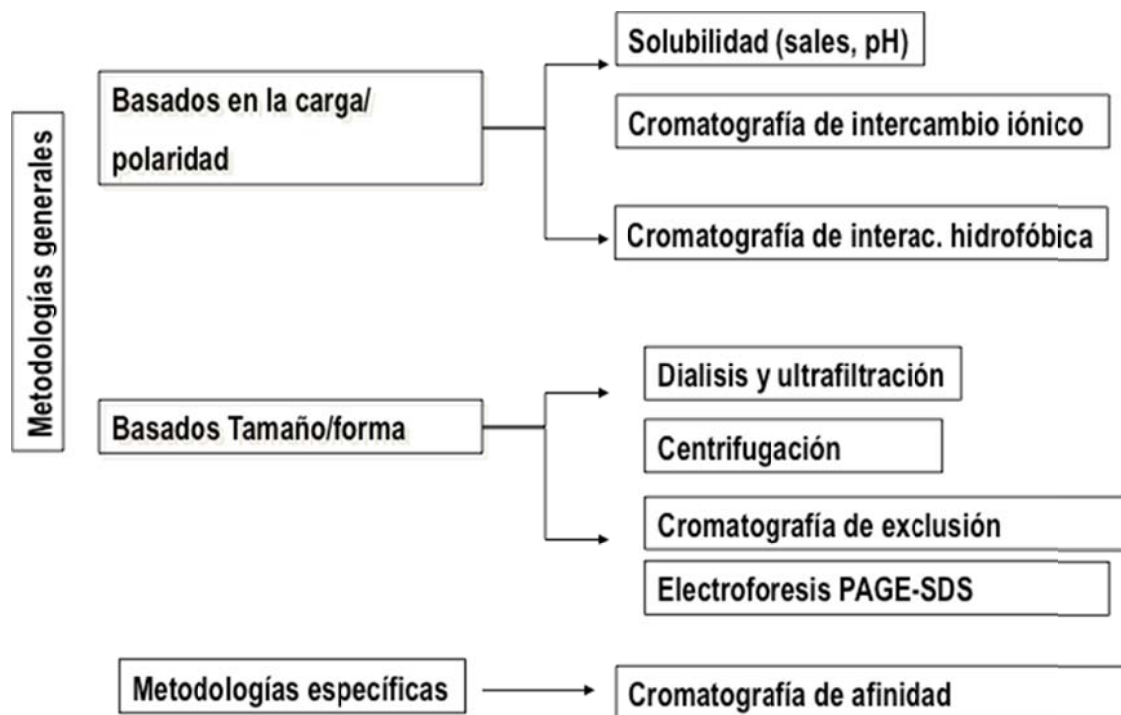 Metodologías generales
Basados en la carga/
polaridad
Solubilidad (sales, pH)
Cromatografía de intercambio iónico
Cromatografía de interac. hidrofóbica
Basados Tamaño/forma
Dialisis y ultrafiltración
Centrifugación
Cromatografía de exclusión
Electroforesis PAGE-SDS
Metodologías específicas
Cromatografía de afinidad